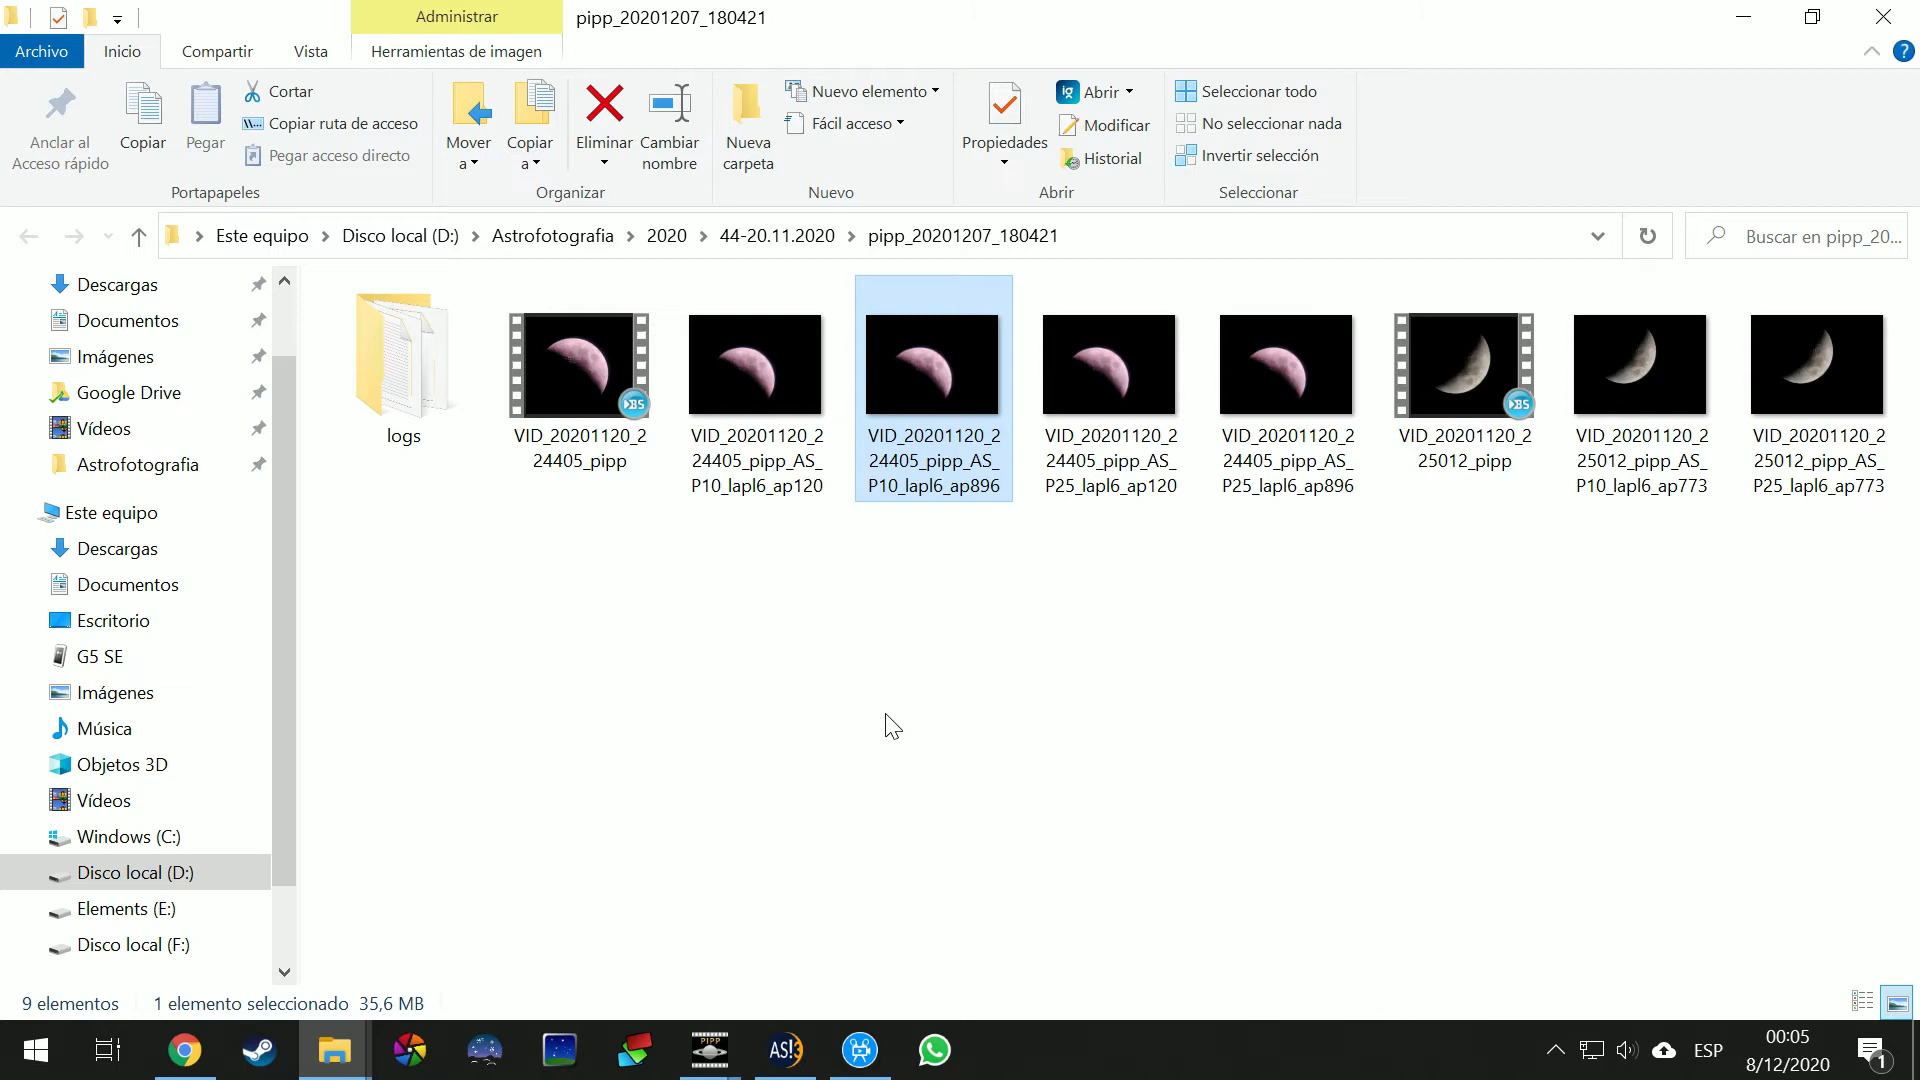 Administrar
pipp_20201207_180421
Archivo
Inicio
Compartir
Vista
Herramientas de imagen
?
Anclar al
Acceso rápido
Copiar
Pegar
Cortar
Copiar ruta de acceso
Pegar acceso directo
Portapapeles
Mover
a
Copiar
a
Eliminar
Cambiar
nombre
Organizar
Nueva
carpeta
Nuevo elemento
Fácil acceso
Nuevo
Propiedades
Abrir
Modificar
Historial
Abrir
Seleccionar todo
No seleccionar nada
Invertir selección
Seleccionar
Este equipo
Disco local (D:)
Astrofotografia
2020
44-20.11.2020
pipp_20201207_180421
Buscar en pipp_20...
Descargas
Documentos
Imágenes
Google Drive
Vídeos
Astrofotografia
Este equipo
Descargas
Documentos
Escritorio
G5 SE
Imágenes
Música
Objetos 3D
Vídeos
Windows (C:)
Disco local (D:)
Elements (E:)
Disco local (F:)
logs
VID_20201120_2
24405_pipp
VID_20201120_2
24405_pipp_AS_
P10_lapl6_ap120
VID_20201120_2
24405_pipp_AS_
P10_lapl6_ap896
VID_20201120_2
24405_pipp_AS_
P25_lapl6_ap120
VID_20201120_2
24405_pipp_AS_
P25_lapl6_ap896
VID_20201120_2
25012_pipp
VID_20201120_2
25012_pipp_AS_
P10_lapl6_ap773
VID_20201120_2
25012_pipp_AS_
P25_lapl6_ap773
BS
BS
9 elementos
1 elemento seleccionado 35,6 MB
PIPP
AS!3
ESP
00:05
8/12/2020
1